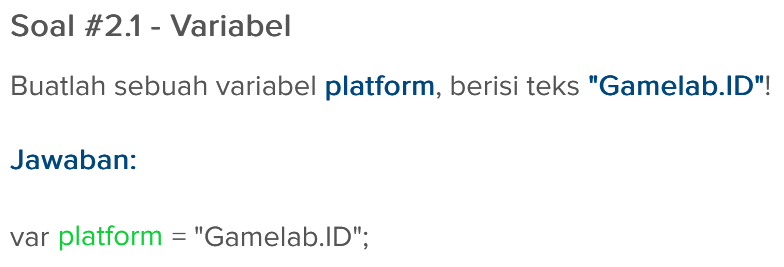 Soal #2.1 - Variabel
Buatlah sebuah variabel platform, berisi teks "Gamelab.ID"!
Jawaban:
var platform = "Gamelab.ID";